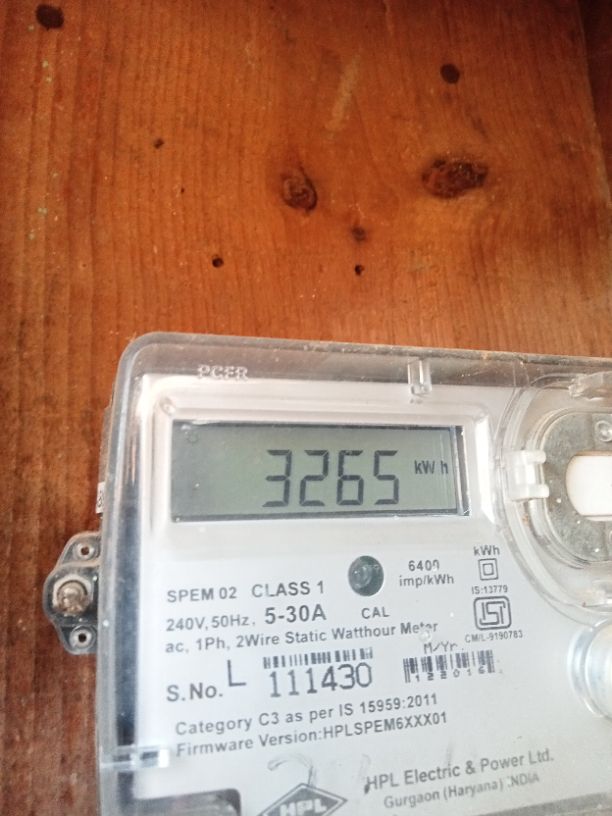 PCER
3265 kWh
SPEM 02 CLASS 1
6400 imp/kWh
kWh
IS:13779
240V, 50Hz, 5-30A
CAL
CM/L-9190783
ac, 1Ph, 2Wire Static Watthour Meter
M/Yr.
S.No. L 111430
122016
Category C3 as per IS 15959:2011
Firmware Version:HPLSPEM6XXX01
HPL
HPL Electric & Power Ltd.
Gurgaon (Haryana) INDIA